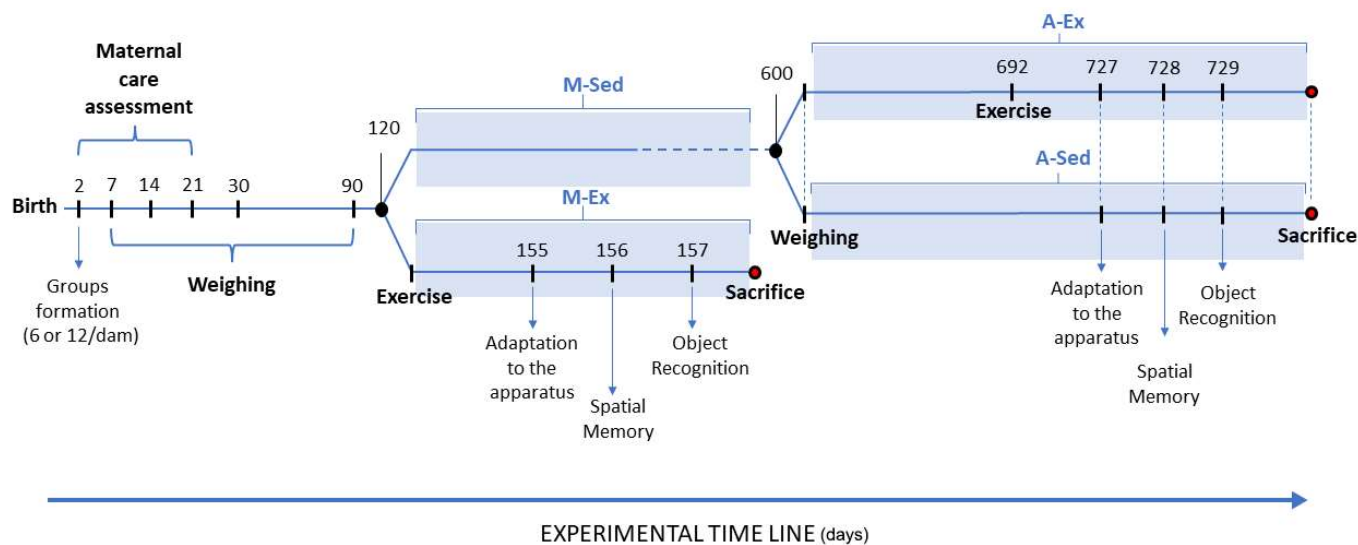 Maternal
care
assessment
2
7
14
21
30
90
Birth
Groups
formation
(6 or 12/dam)
Weighing
120
M-Sed
M-Ex
155
156
157
Exercise
Sacrifice
Adaptation
to the
apparatus
Spatial
Memory
Object
Recognition
600
A-Ex
692
727
728
729
Exercise
A-Sed
Weighing
Sacrifice
Adaptation
to the
apparatus
Spatial
Memory
Object
Recognition
EXPERIMENTAL TIME LINE (days)